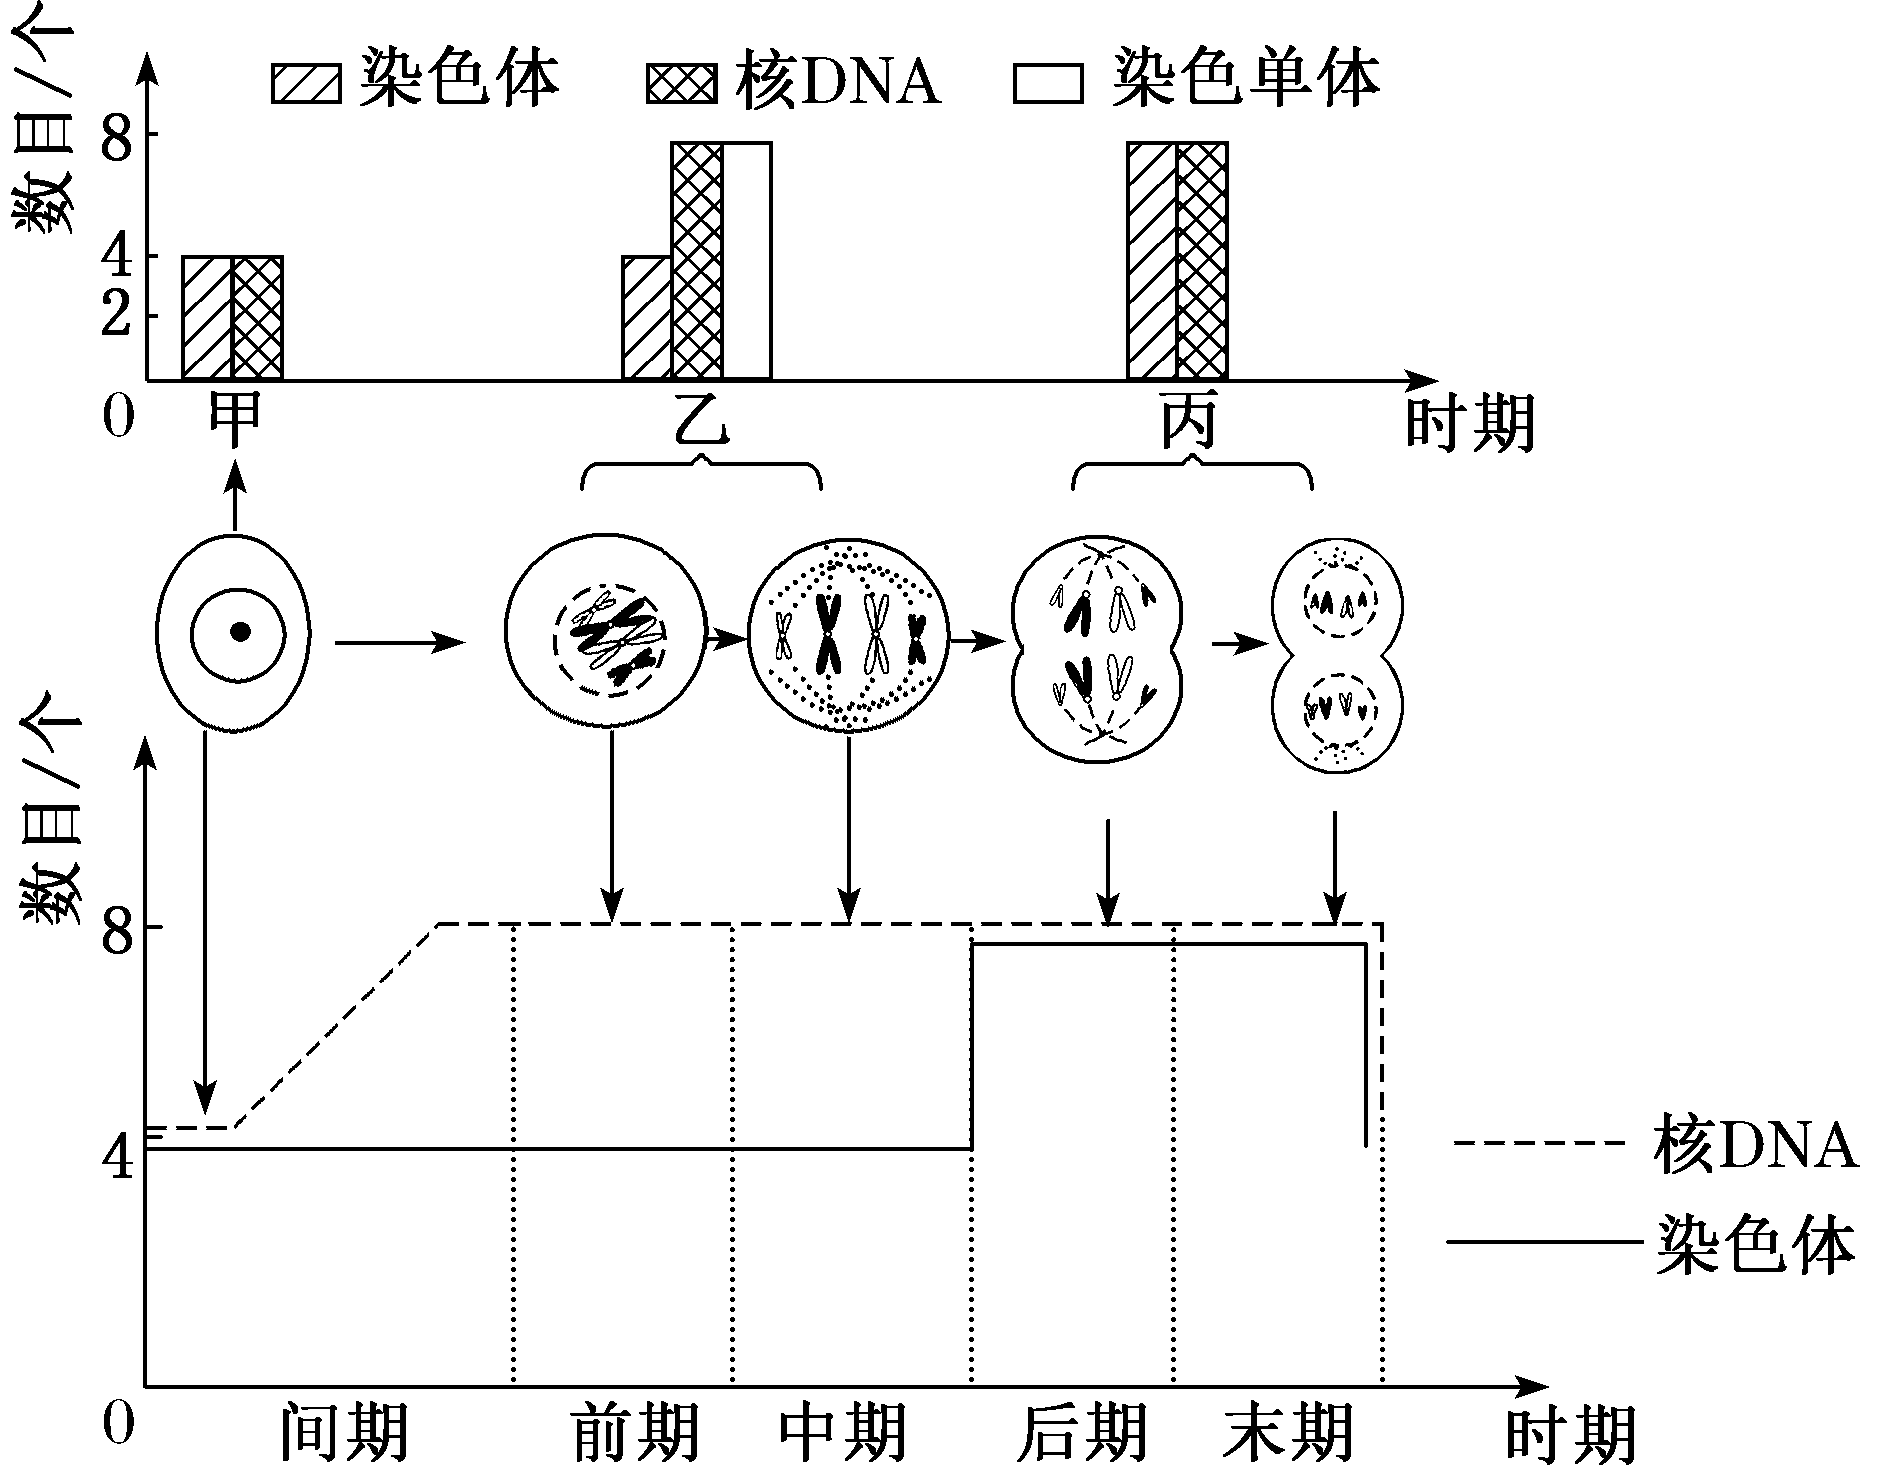 数目/个
染色体 核DNA 染色单体
8
4
2
0
甲 乙 丙 时期
数目/个
8
4
0
核DNA
染色体
间期 前期 中期 后期 末期 时期